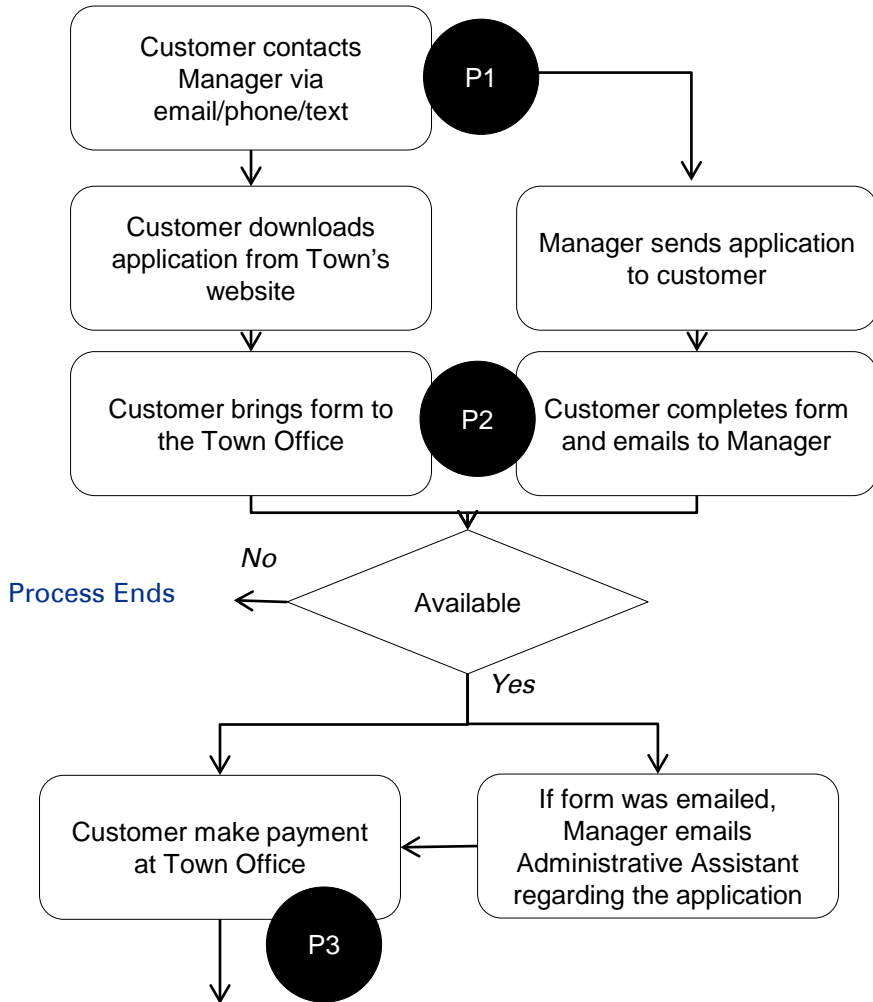 Customer contacts
Manager via
email/phone/text
P1
Customer downloads
application from Town’s
website
Manager sends application
to customer
Customer brings form to
the Town Office
P2
Customer completes form
and emails to Manager
No
Process Ends
Available
Yes
Customer make payment
at Town Office
If form was emailed,
Manager emails
Administrative Assistant
regarding the application
P3